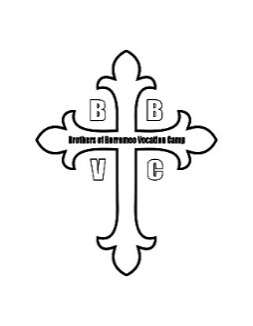 B B
Brothers of Borromeo Vocation Camp
V C